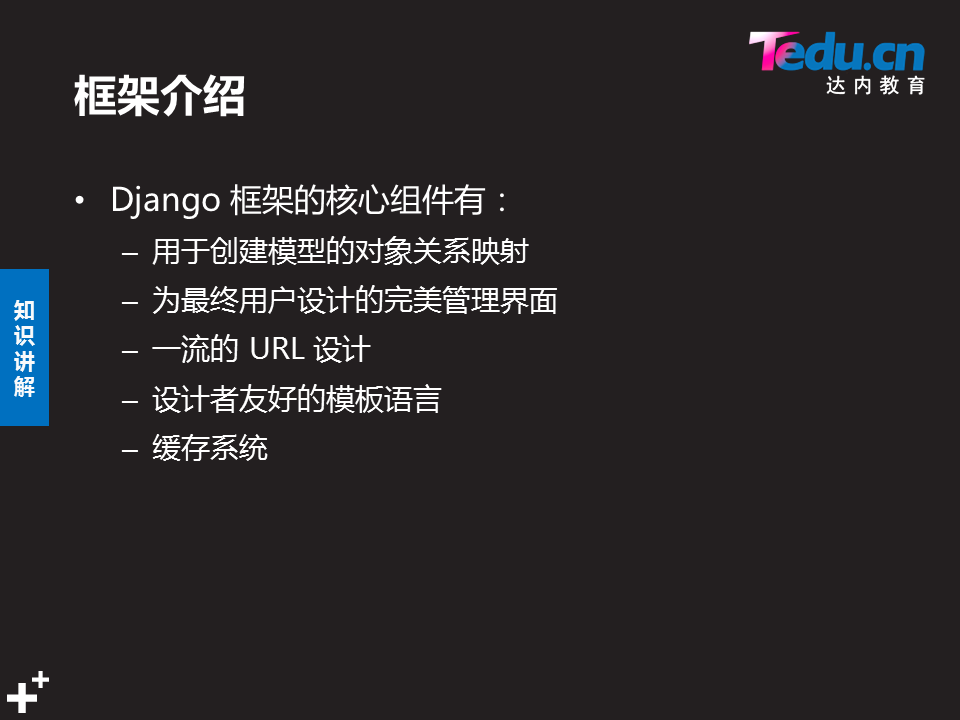 Tedu.cn
达内教育
框架介绍
• Django 框架的核心组件有：
– 用于创建模型的对象关系映射
– 为最终用户设计的完美管理界面
– 一流的 URL 设计
– 设计者友好的模板语言
– 缓存系统
知识讲解